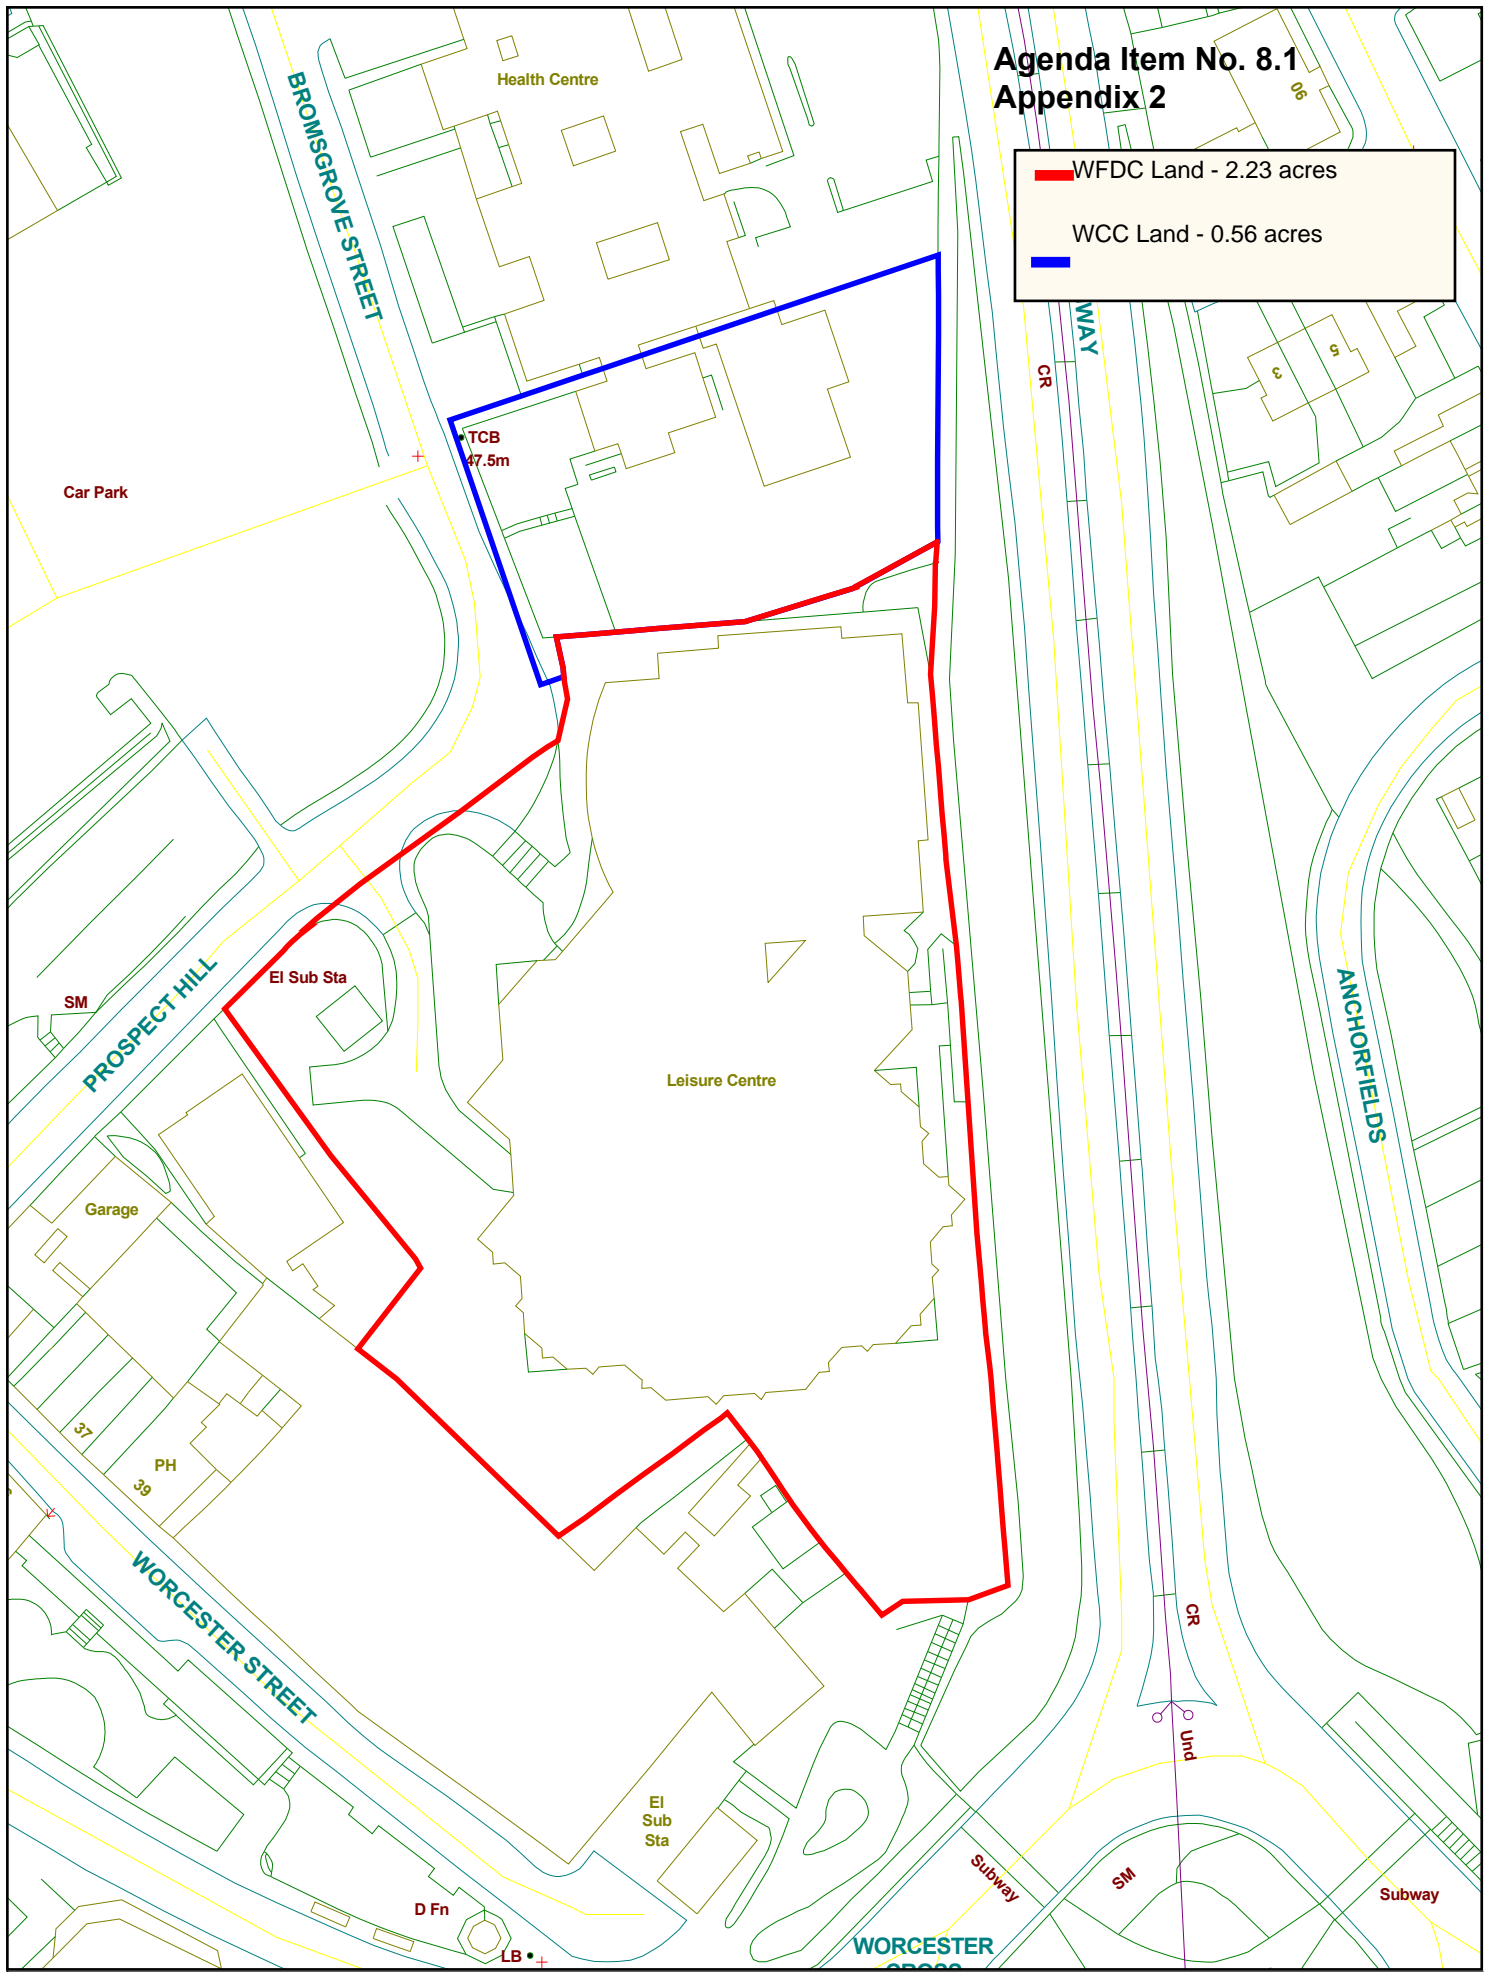 Agenda Item No. 8.1
Appendix 2
Health Centre
BROMSGROVE STREET
90
WFDC Land - 2.23 acres
WCC Land - 0.56 acres
WAY
CR
5
3
TCB
47.5m
Car Park
El Sub Sta
SM
PROSPECT HILL
Leisure Centre
ANCHORFIELDS
Garage
37
PH
39
WORCESTER STREET
CR
Und
El
Sub
Sta
Subway
SM
Subway
D Fn
LB
WORCESTER
CROSS